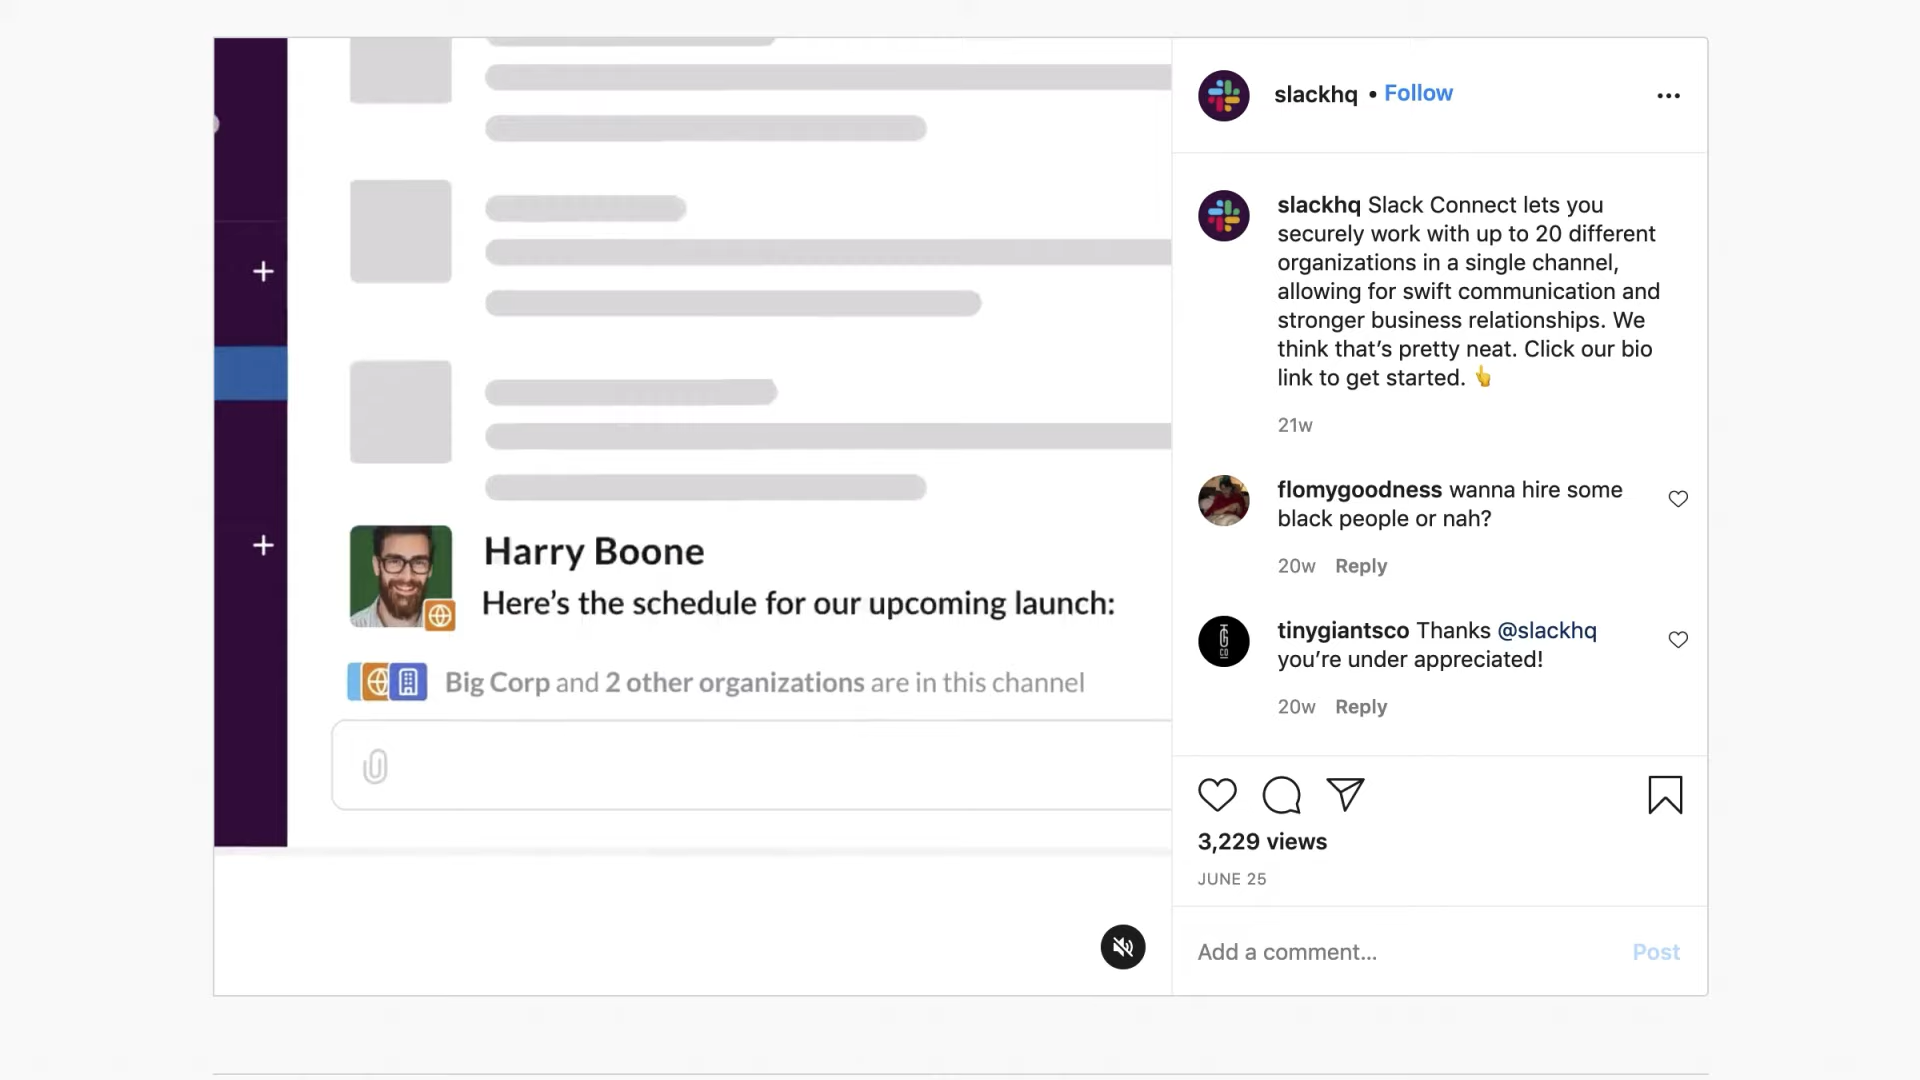 Harry Boone
Here’s the schedule for our upcoming launch:
Big Corp and 2 other organizations are in this channel
slackhq • Follow
slackhq Slack Connect lets you
securely work with up to 20 different
organizations in a single channel,
allowing for swift communication and
stronger business relationships. We
think that’s pretty neat. Click our bio
link to get started. 👆
21w
flomygoodness wanna hire some
black people or nah?
20w Reply
tinygiantsco Thanks @slackhq
you’re under appreciated!
20w Reply
3,229 views
JUNE 25
Add a comment... Post